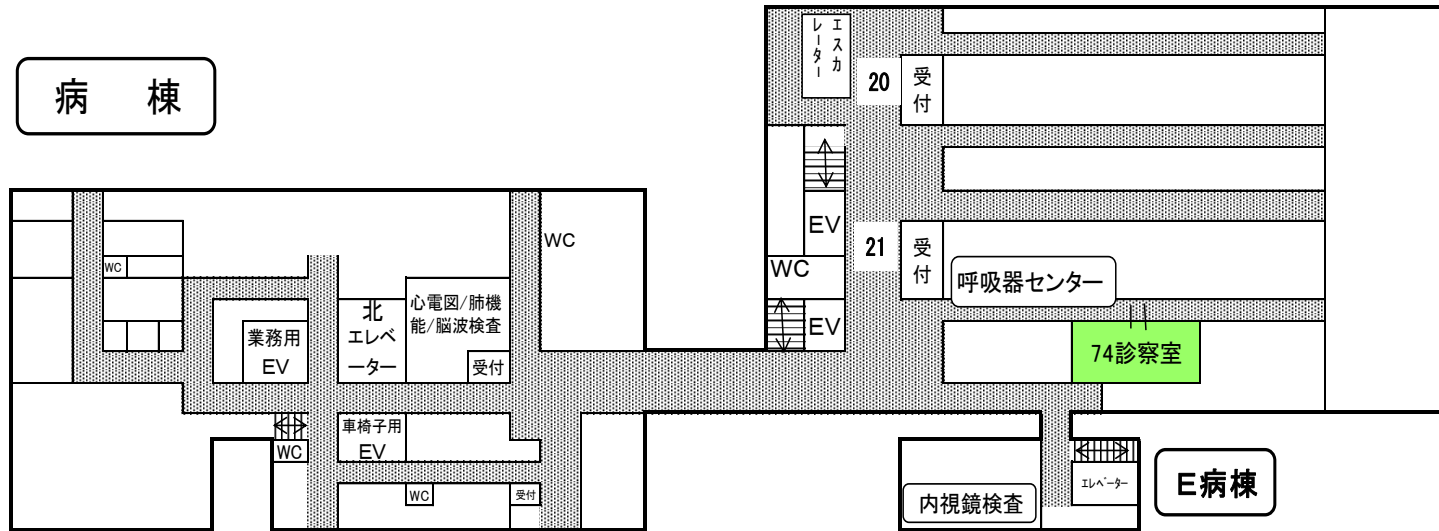 病 棟
エスカ
レーター
20
受
付
EV
21
受
付
WC
WC
呼吸器センター
EV
74診察室
WC
心電図/肺機
能/脳波検査
北
エレベ
ーター
業務用
EV
受付
車椅子用
EV
WC
WC
受付
内視鏡検査
エレベーター
E病棟